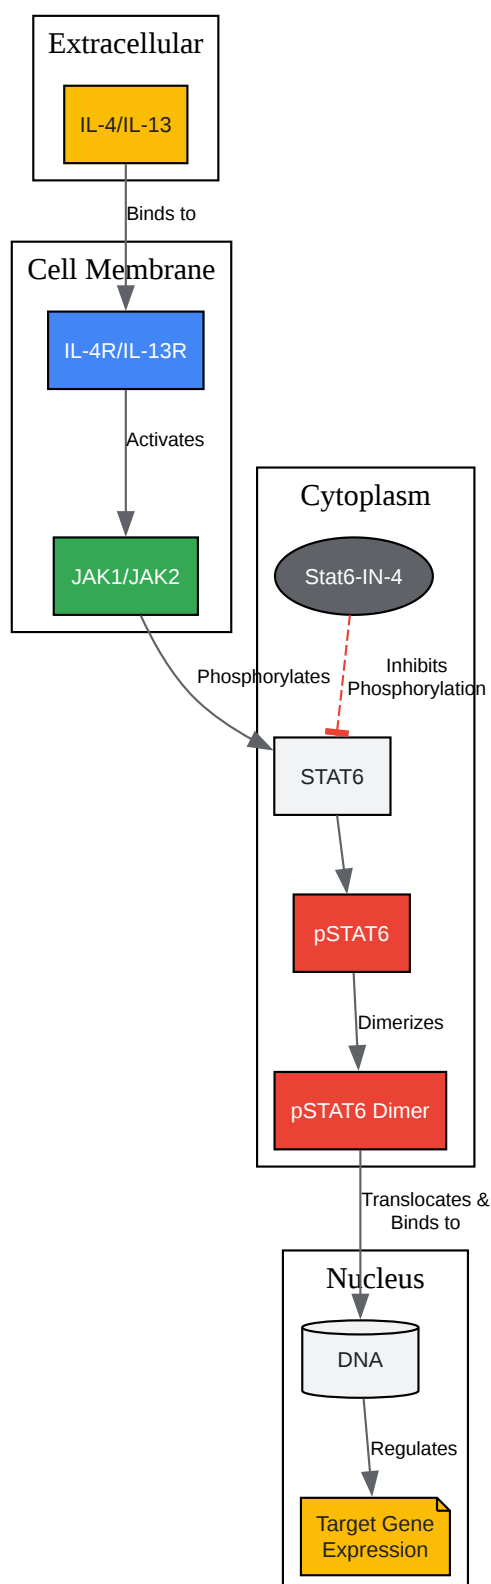 Extracellular
IL-4/IL-13
Binds to
Cell Membrane
IL-4R/IL-13R
Activates
JAK1/JAK2
Cytoplasm
Stat6-IN-4
Phosphorylates
Inhibits
Phosphorylation
STAT6
pSTAT6
Dimerizes
pSTAT6 Dimer
Translocates &
Binds to
Nucleus
DNA
Regulates
Target Gene
Expression